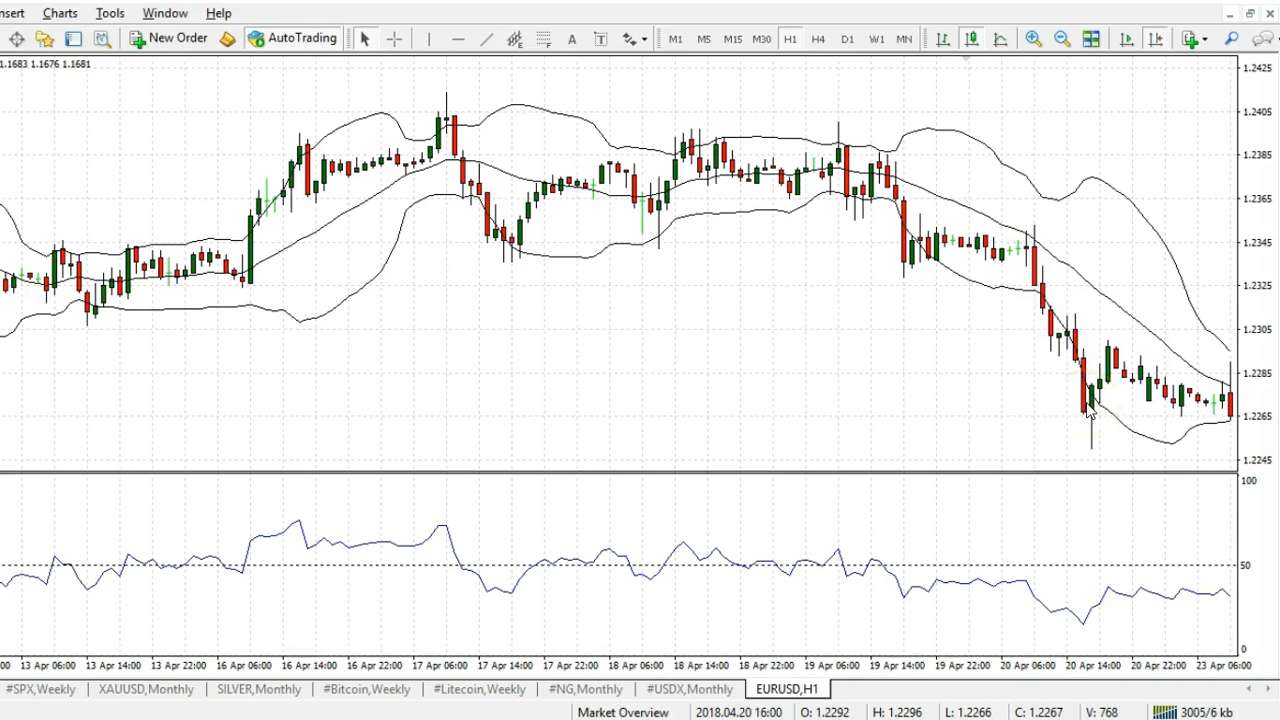 nsert Charts Tools Window Help
New Order AutoTrading A T M1 M5 M15 M30 H1 H4 D1 W1 MN
1.1683 1.1676 1.1681
1.2425
1.2405
1.2385
1.2365
1.2345
1.2325
1.2305
1.2285
1.2265
1.2245
100
50
0
:00 13 Apr 06:00 13 Apr 14:00 13 Apr 22:00 16 Apr 06:00 16 Apr 14:00 16 Apr 22:00 17 Apr 06:00 17 Apr 14:00 17 Apr 22:00 18 Apr 06:00 18 Apr 14:00 18 Apr 22:00 19 Apr 06:00 19 Apr 14:00 19 Apr 22:00 20 Apr 06:00 20 Apr 14:00 20 Apr 22:00 23 Apr 06:00
#SPX,Weekly XAUUSD,Monthly SILVER,Monthly #Bitcoin,Weekly #Litecoin,Weekly #NG,Monthly #USDX,Monthly EURUSD,H1
Market Overview 2018.04.20 16:00 O: 1.2292 H: 1.2296 L: 1.2266 C: 1.2267 V: 768 3005/6 kb